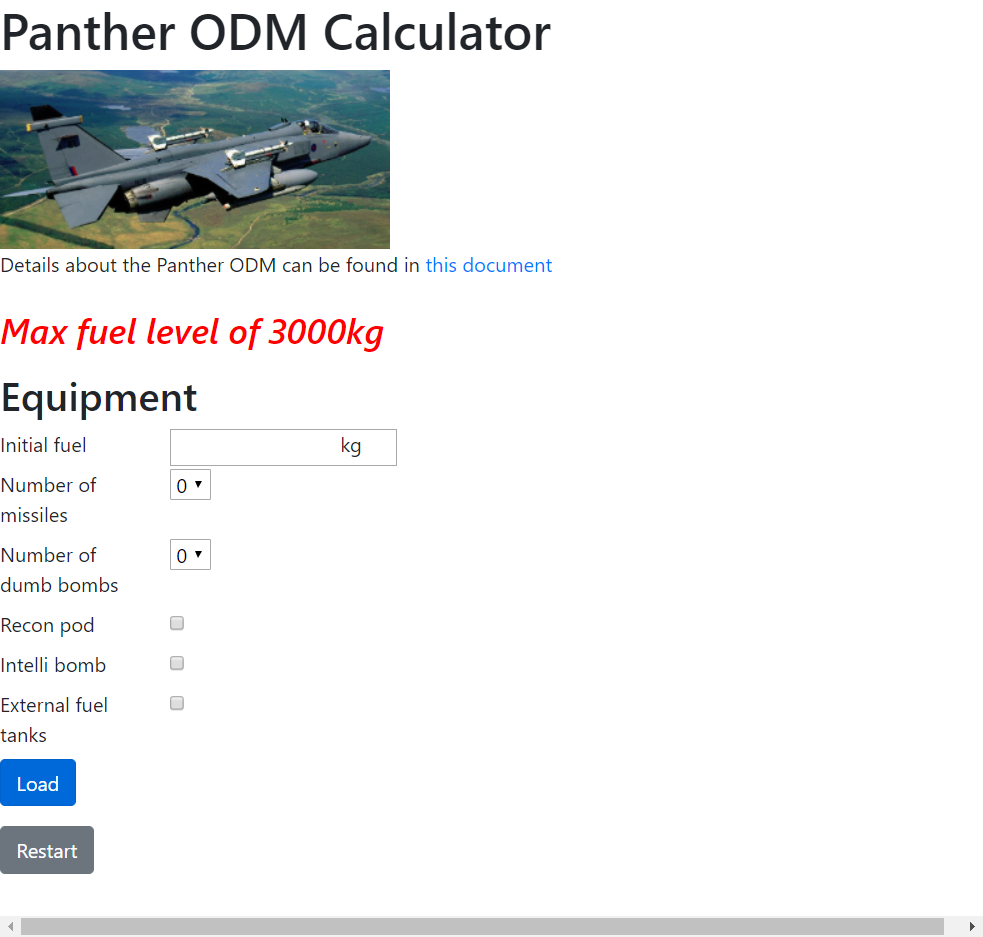 Panther ODM Calculator
Details about the Panther ODM can be found in this document
Max fuel level of 3000kg
Equipment
Initial fuel kg
Number of 0
missiles
Number of 0
dumb bombs
Recon pod
Intelli bomb
External fuel
tanks
Load
Restart